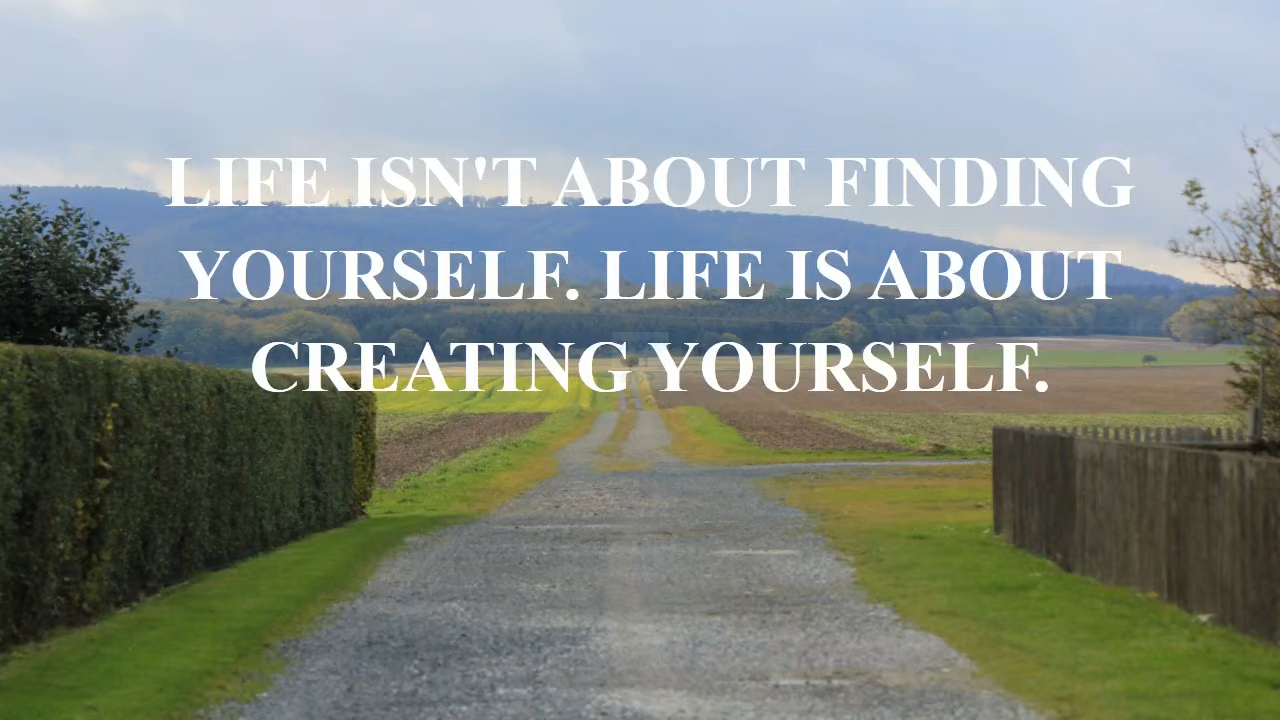 LIFE ISN'T ABOUT FINDING
YOURSELF. LIFE IS ABOUT
CREATING YOURSELF.